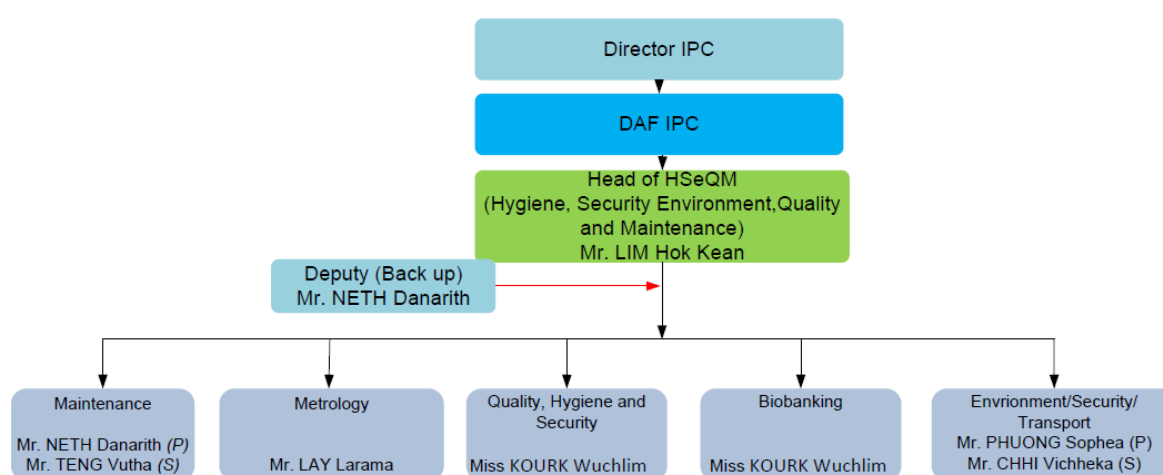 Director IPC
DAF IPC
Head of HSeQM
(Hygiene, Security Environment,Quality
and Maintenance)
Mr. LIM Hok Kean
Deputy (Back up)
Mr. NETH Danarith
Maintenance
Mr. NETH Danarith (P)
Mr. TENG Vutha (S)
Metrology
Mr. LAY Larama
Quality, Hygiene and
Security
Miss KOURK Wuchlim
Biobanking
Miss KOURK Wuchlim
Envrionment/Security/
Transport
Mr. PHUONG Sophea (P)
Mr. CHHI Vichheka (S)